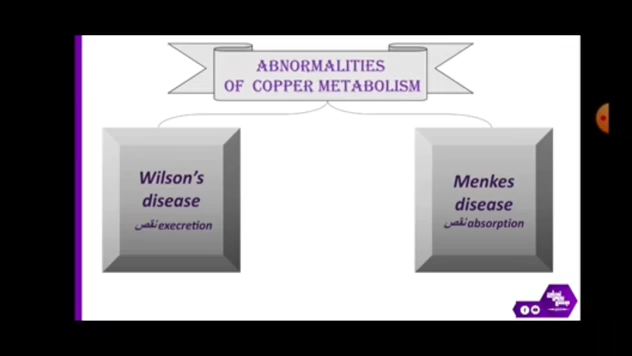 ABNORMALITIES
OF COPPER METABOLISM
Wilson's
disease
نقص execretion
Menkes
disease
نقص absorption